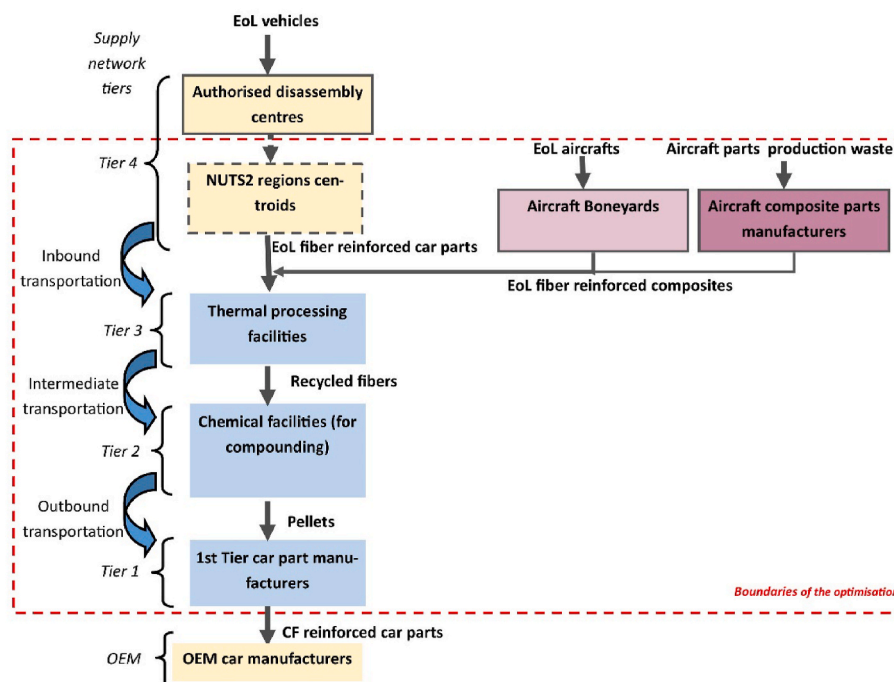 Supply
network
tiers
EoL vehicles
Authorised disassembly
centres
Tier 4
NUTS2 regions cen-
troids
EoL aircrafts
Aircraft parts production waste
Aircraft Boneyards
Aircraft composite parts
manufacturers
EoL fiber reinforced car parts
EoL fiber reinforced composites
Inbound
transportation
Tier 3
Thermal processing
facilities
Recycled fibers
Intermediate
transportation
Tier 2
Chemical facilities (for
compounding)
Outbound
transportation
Pellets
Tier 1
1st Tier car part manu-
facturers
Boundaries of the optimisation
CF reinforced car parts
OEM
OEM car manufacturers